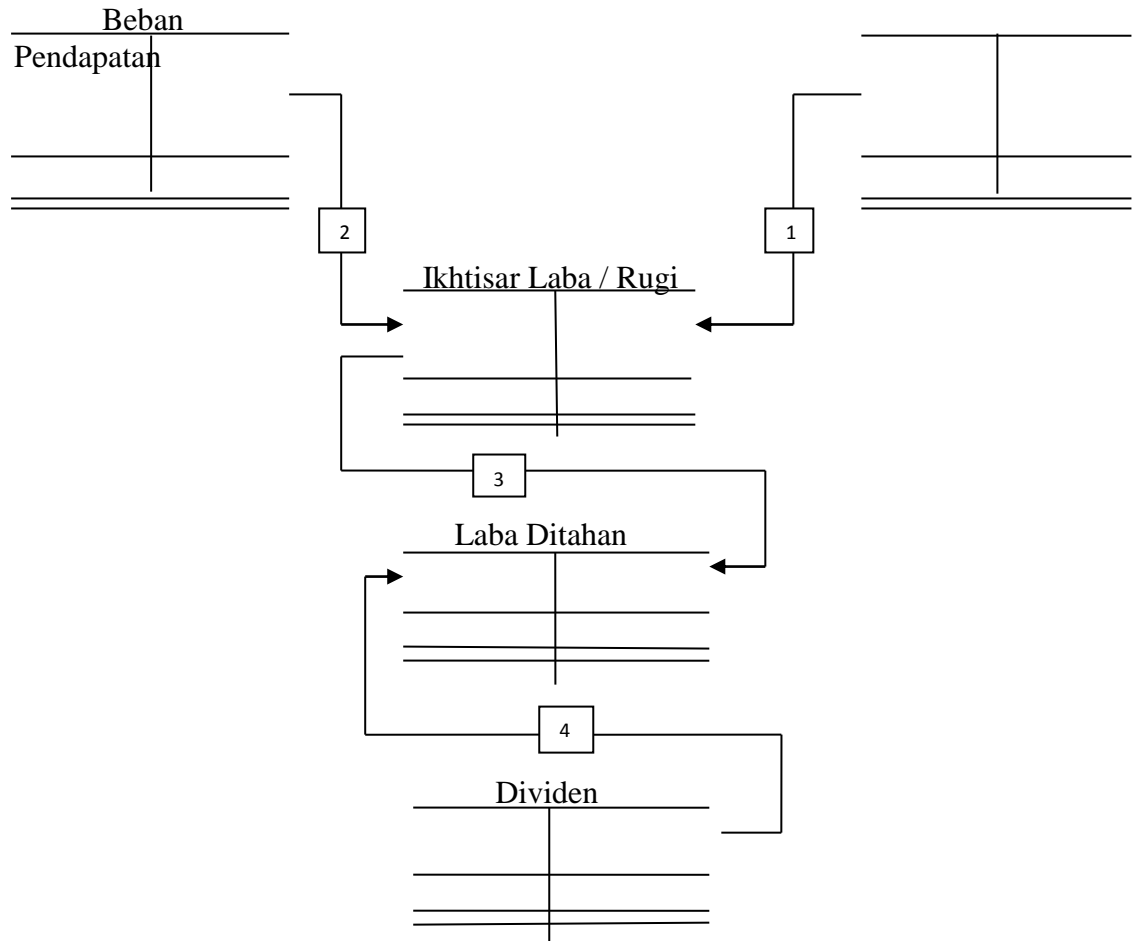 Beban
Pendapatan
2
1
Ikhtisar Laba / Rugi
3
Laba Ditahan
4
Dividen